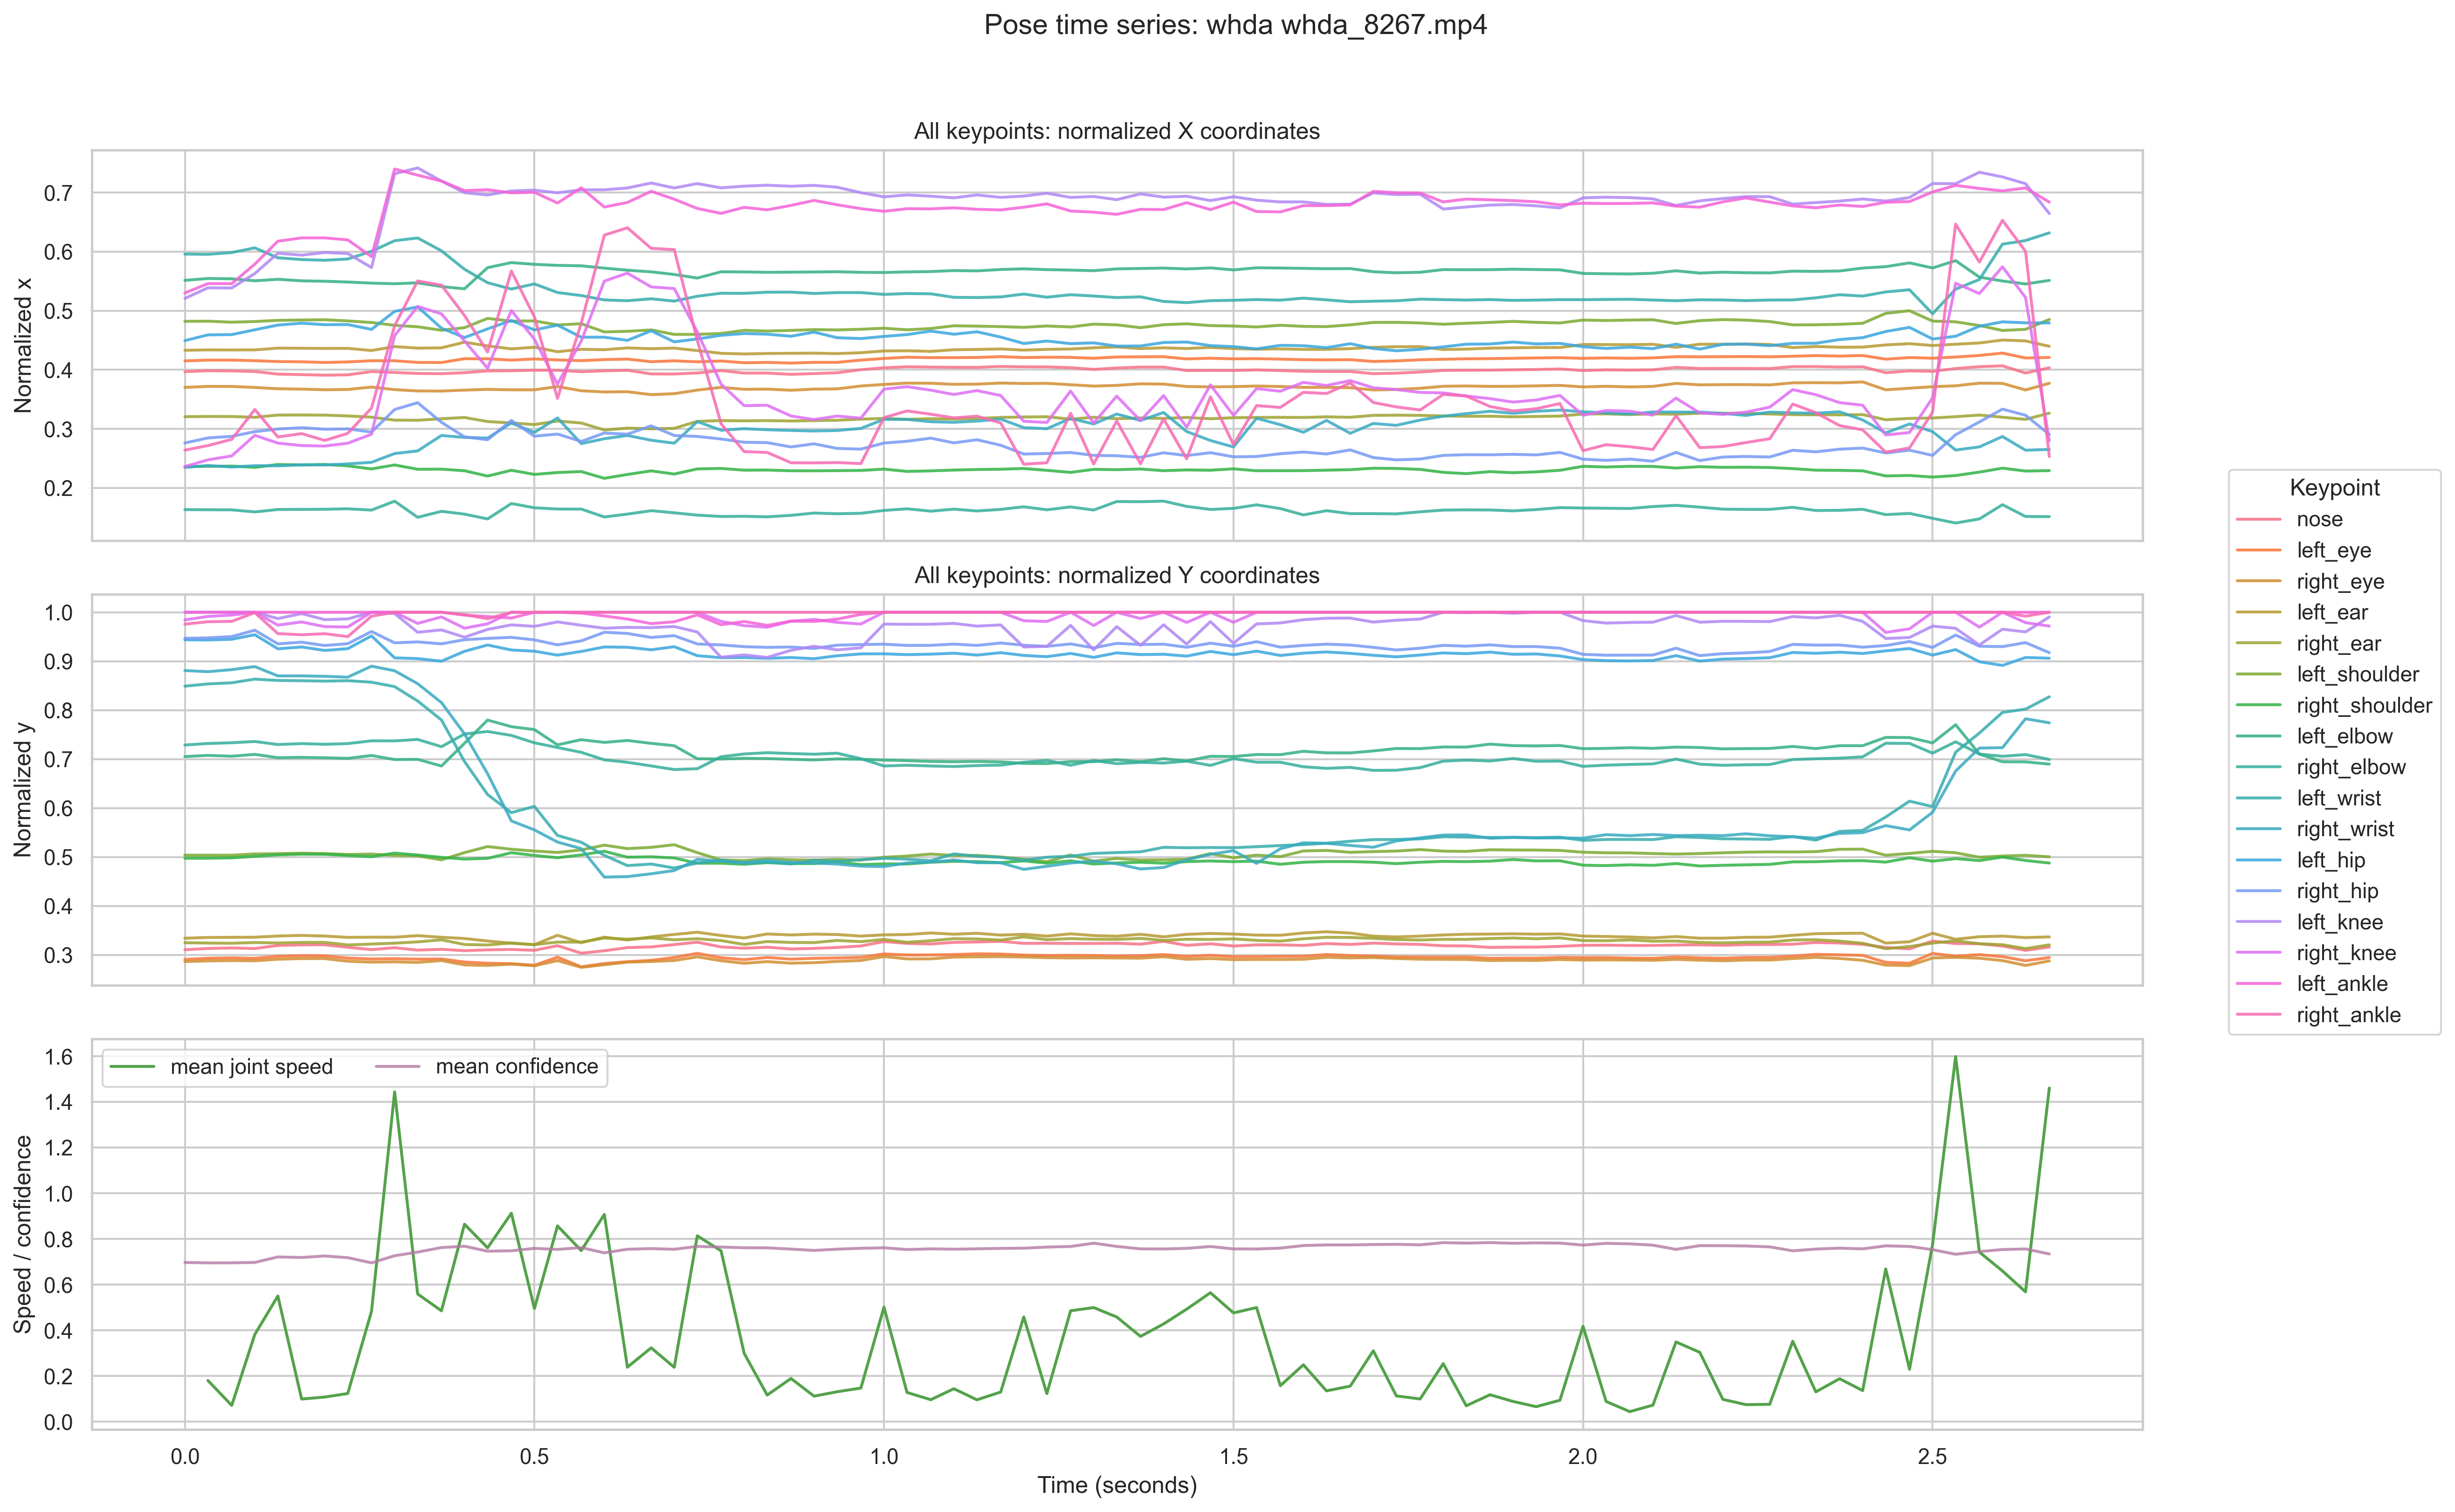 Pose time series: whda whda_8267.mp4
All keypoints: normalized X coordinates
Normalized x
0.7
0.6
0.5
0.4
0.3
0.2
All keypoints: normalized Y coordinates
Normalized y
1.0
0.9
0.8
0.7
0.6
0.5
0.4
0.3
Speed / confidence
1.6
1.4
1.2
1.0
0.8
0.6
0.4
0.2
0.0
mean joint speed mean confidence
0.0 0.5 1.0 1.5 2.0 2.5
Time (seconds)
Keypoint
nose
left_eye
right_eye
left_ear
right_ear
left_shoulder
right_shoulder
left_elbow
right_elbow
left_wrist
right_wrist
left_hip
right_hip
left_knee
right_knee
left_ankle
right_ankle